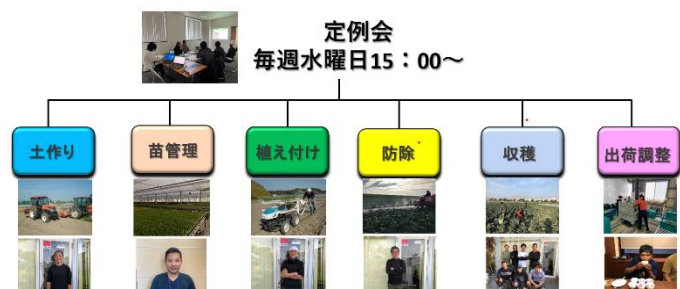 定例会
毎週水曜日15：00～
土作り
苗管理
植え付け
防除
収穫
出荷調整